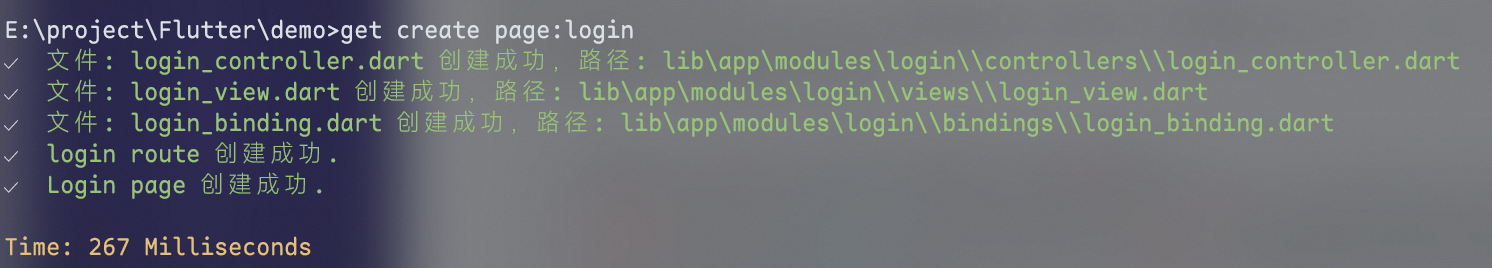 E:\project\Flutter\demo>get create page:login
✓ 文件: login_controller.dart 创建成功, 路径: lib\app\modules\login\\controllers\\login_controller.dart
✓ 文件: login_view.dart 创建成功, 路径: lib\app\modules\login\\views\\login_view.dart
✓ 文件: login_binding.dart 创建成功, 路径: lib\app\modules\login\\bindings\\login_binding.dart
✓ login route 创建成功.
✓ Login page 创建成功.
Time: 267 Milliseconds